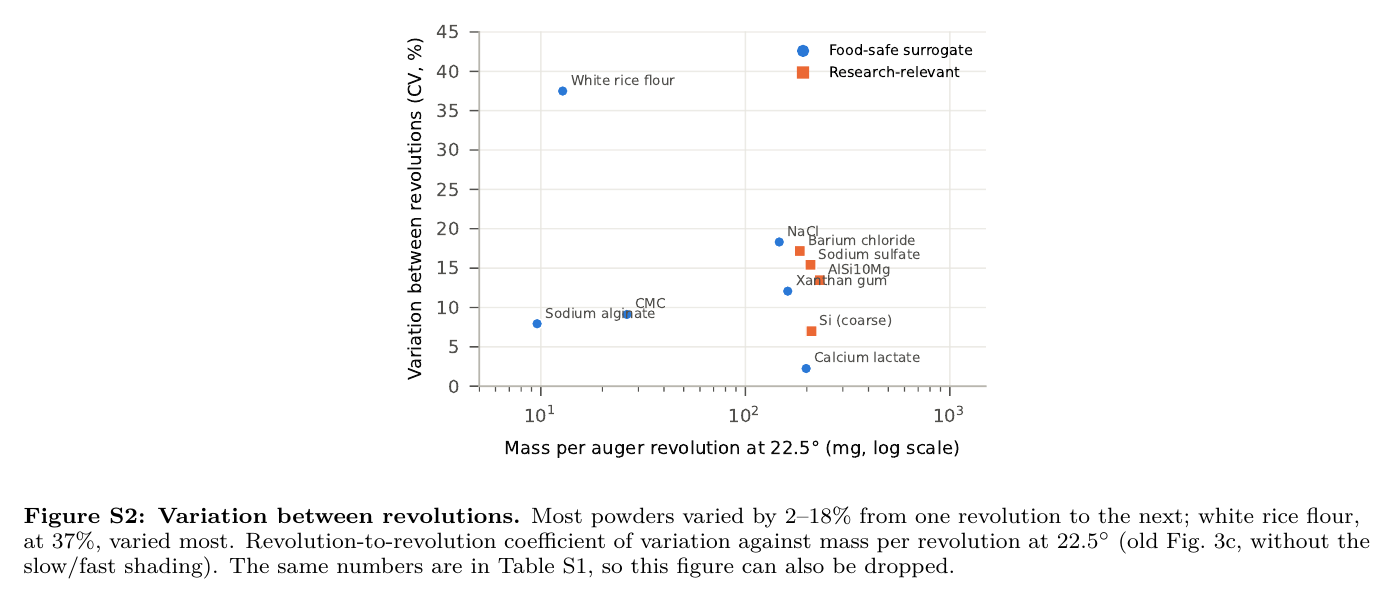 45
40
35
30
25
20
15
10
5
0
Variation between revolutions (CV, %)
Food-safe surrogate
Research-relevant
White rice flour
NaCl
Barium chloride
Sodium sulfate
AlSi10Mg
Xanthan gum
CMC
Sodium alginate
Si (coarse)
Calcium lactate
10¹
10²
10³
Mass per auger revolution at 22.5° (mg, log scale)
Figure S2: Variation between revolutions. Most powders varied by 2–18% from one revolution to the next; white rice flour,
at 37%, varied most. Revolution-to-revolution coefficient of variation against mass per revolution at 22.5° (old Fig. 3c, without the
slow/fast shading). The same numbers are in Table S1, so this figure can also be dropped.